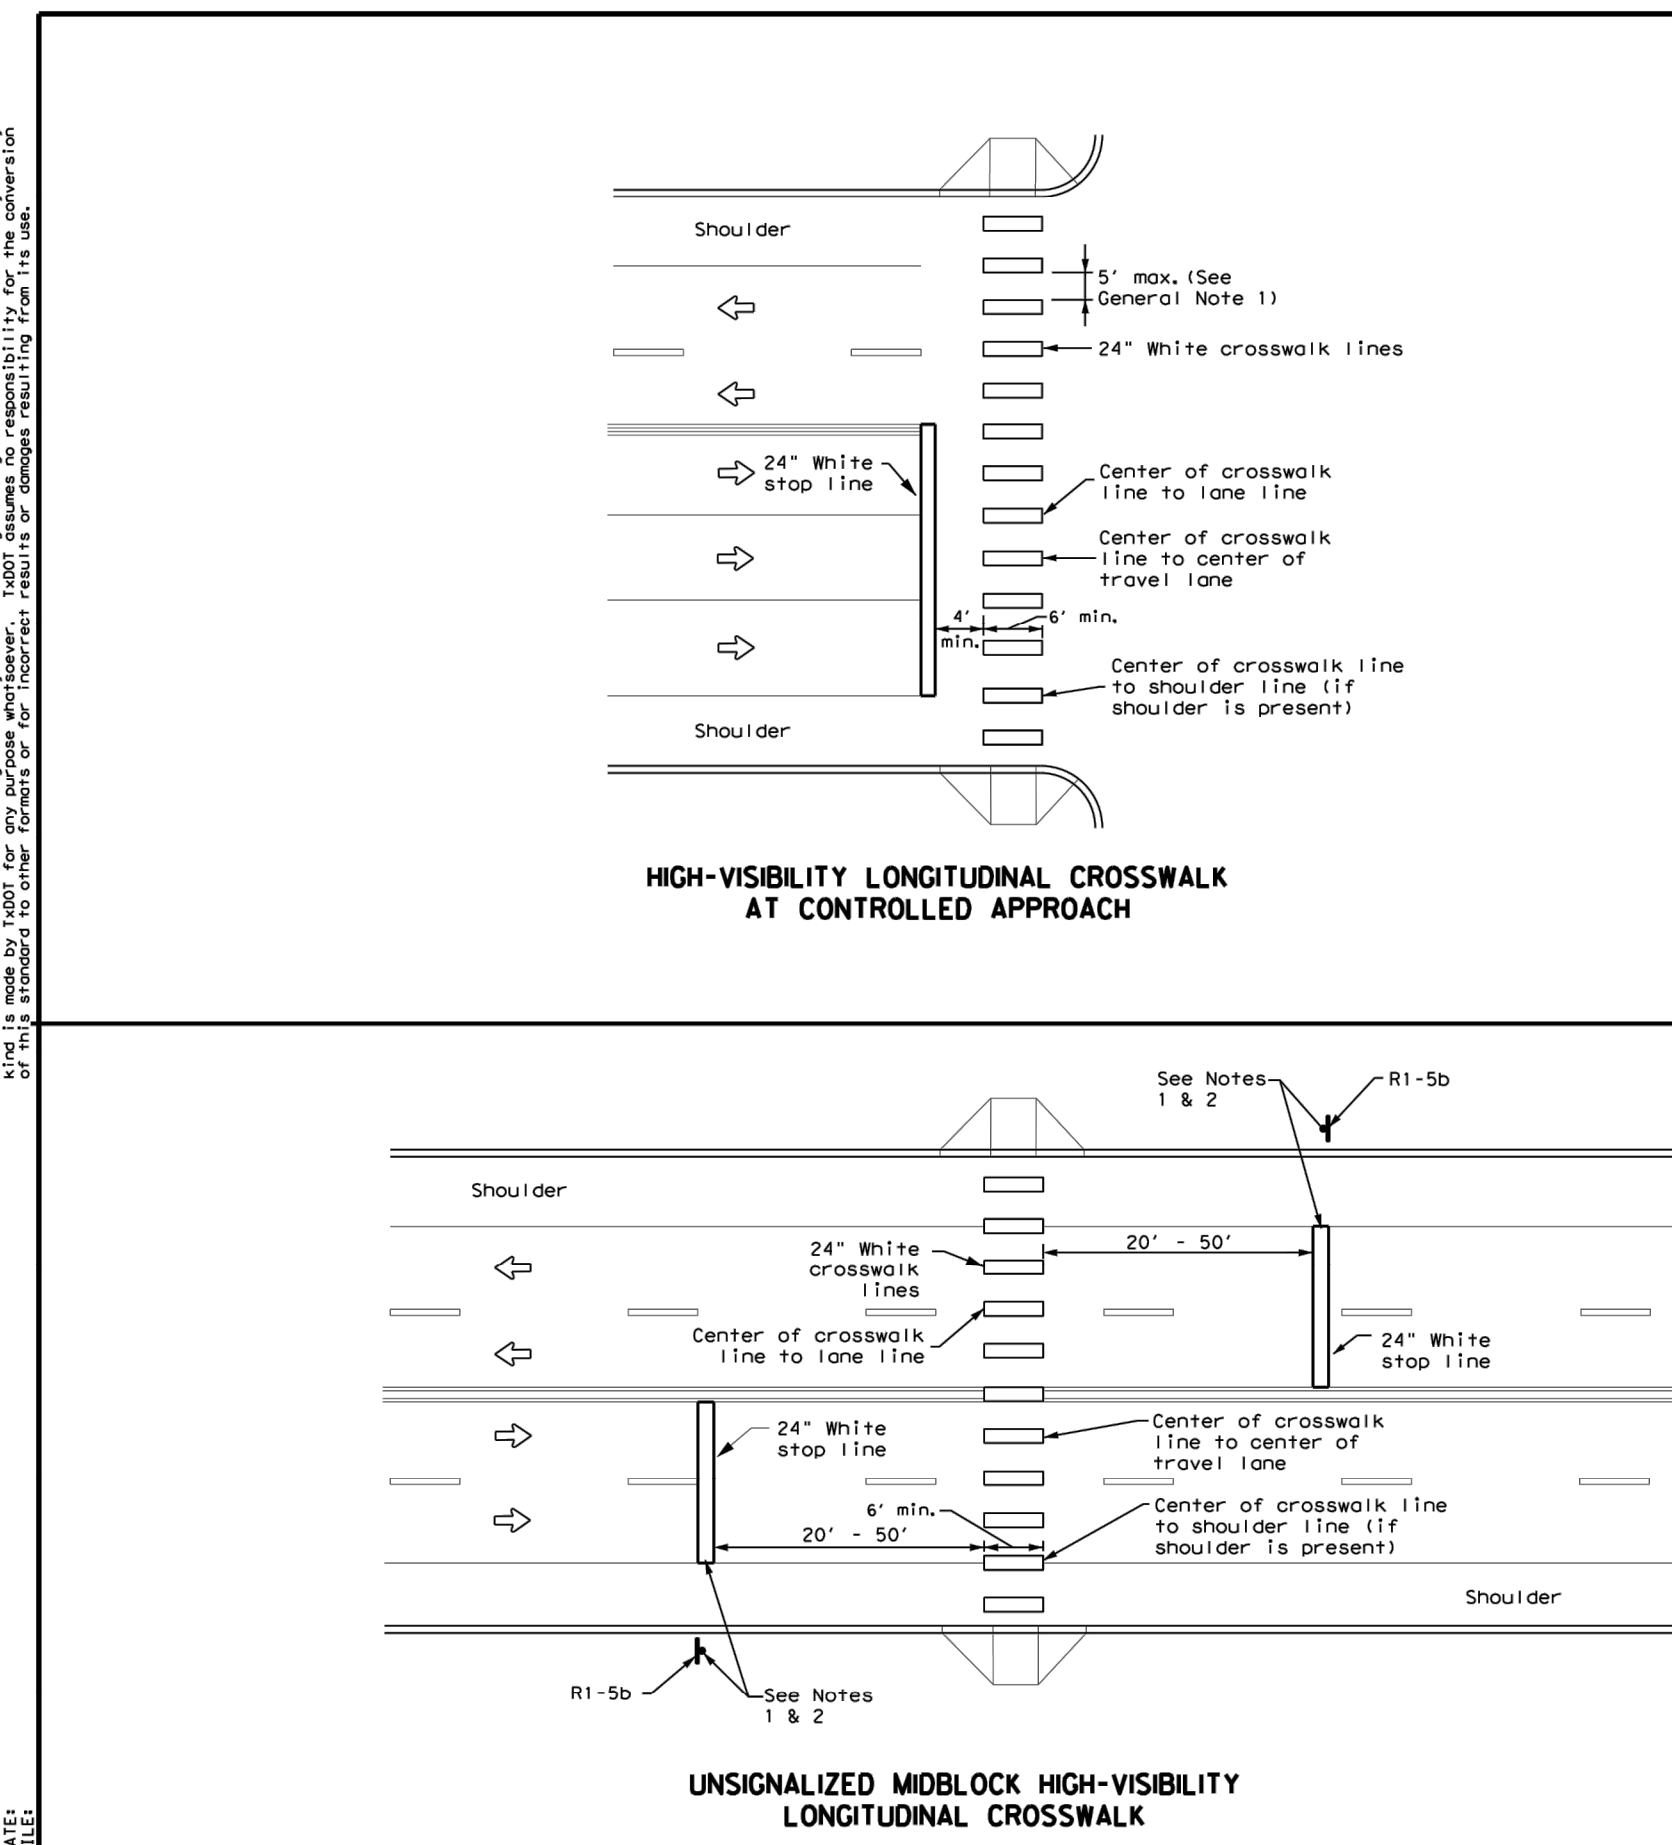 kind is made by TxDOT for any purpose whatsoever. TxDOT assumes no responsibility for the conversion
of this standard to other formats or for incorrect results or damages resulting from its use.
Shoulder
5' max. (See
General Note 1)
24" White crosswalk lines
24" White
stop line
Center of crosswalk
line to lane line
Center of crosswalk
line to center of
travel lane
4'
min.
6' min.
Center of crosswalk line
to shoulder line (if
shoulder is present)
Shoulder
HIGH-VISIBILITY LONGITUDINAL CROSSWALK
AT CONTROLLED APPROACH
See Notes
1 & 2
R1-5b
Shoulder
24" White
crosswalk
lines
20' - 50'
Center of crosswalk
line to lane line
24" White
stop line
24" White
stop line
Center of crosswalk
line to center of
travel lane
6' min.
20' - 50'
Center of crosswalk line
to shoulder line (if
shoulder is present)
Shoulder
R1-5b
See Notes
1 & 2
UNSIGNALIZED MIDBLOCK HIGH-VISIBILITY
LONGITUDINAL CROSSWALK
ATE:
ILE: